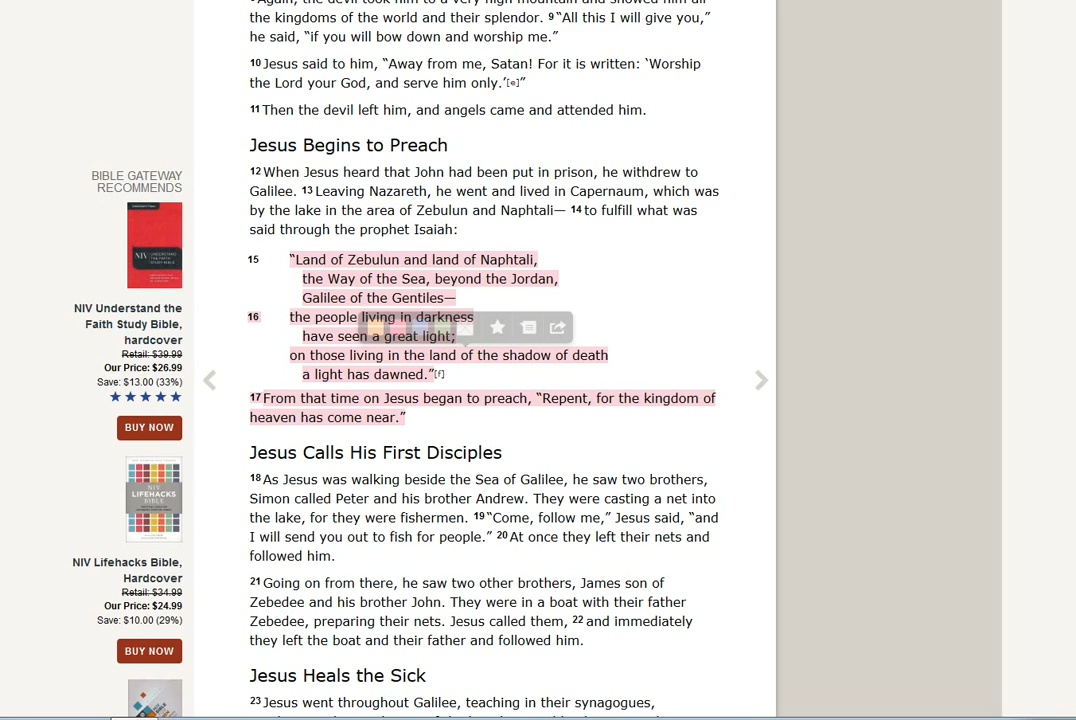 BIBLE GATEWAY
RECOMMENDS
NIV Understand the
Faith Study Bible,
hardcover
Retail: $39.99
Our Price: $26.99
Save: $13.00 (33%)
BUY NOW
NIV
LIFEHACKS
BIBLE
NIV Lifehacks Bible,
Hardcover
Retail: $34.99
Our Price: $24.99
Save: $10.00 (29%)
BUY NOW
the kingdoms of the world and their splendor. 9 “All this I will give you,”
he said, “if you will bow down and worship me.”
10 Jesus said to him, “Away from me, Satan! For it is written: ‘Worship
the Lord your God, and serve him only.’[e]”
11 Then the devil left him, and angels came and attended him.
Jesus Begins to Preach
12 When Jesus heard that John had been put in prison, he withdrew to
Galilee. 13 Leaving Nazareth, he went and lived in Capernaum, which was
by the lake in the area of Zebulun and Naphtali— 14 to fulfill what was
said through the prophet Isaiah:
15 “Land of Zebulun and land of Naphtali,
the Way of the Sea, beyond the Jordan,
Galilee of the Gentiles—
16 the people living in darkness
have seen a great light;
on those living in the land of the shadow of death
a light has dawned.”[f]
17 From that time on Jesus began to preach, “Repent, for the kingdom of
heaven has come near.”
Jesus Calls His First Disciples
18 As Jesus was walking beside the Sea of Galilee, he saw two brothers,
Simon called Peter and his brother Andrew. They were casting a net into
the lake, for they were fishermen. 19 “Come, follow me,” Jesus said, “and
I will send you out to fish for people.” 20 At once they left their nets and
followed him.
21 Going on from there, he saw two other brothers, James son of
Zebedee and his brother John. They were in a boat with their father
Zebedee, preparing their nets. Jesus called them, 22 and immediately
they left the boat and their father and followed him.
Jesus Heals the Sick
23 Jesus went throughout Galilee, teaching in their synagogues,